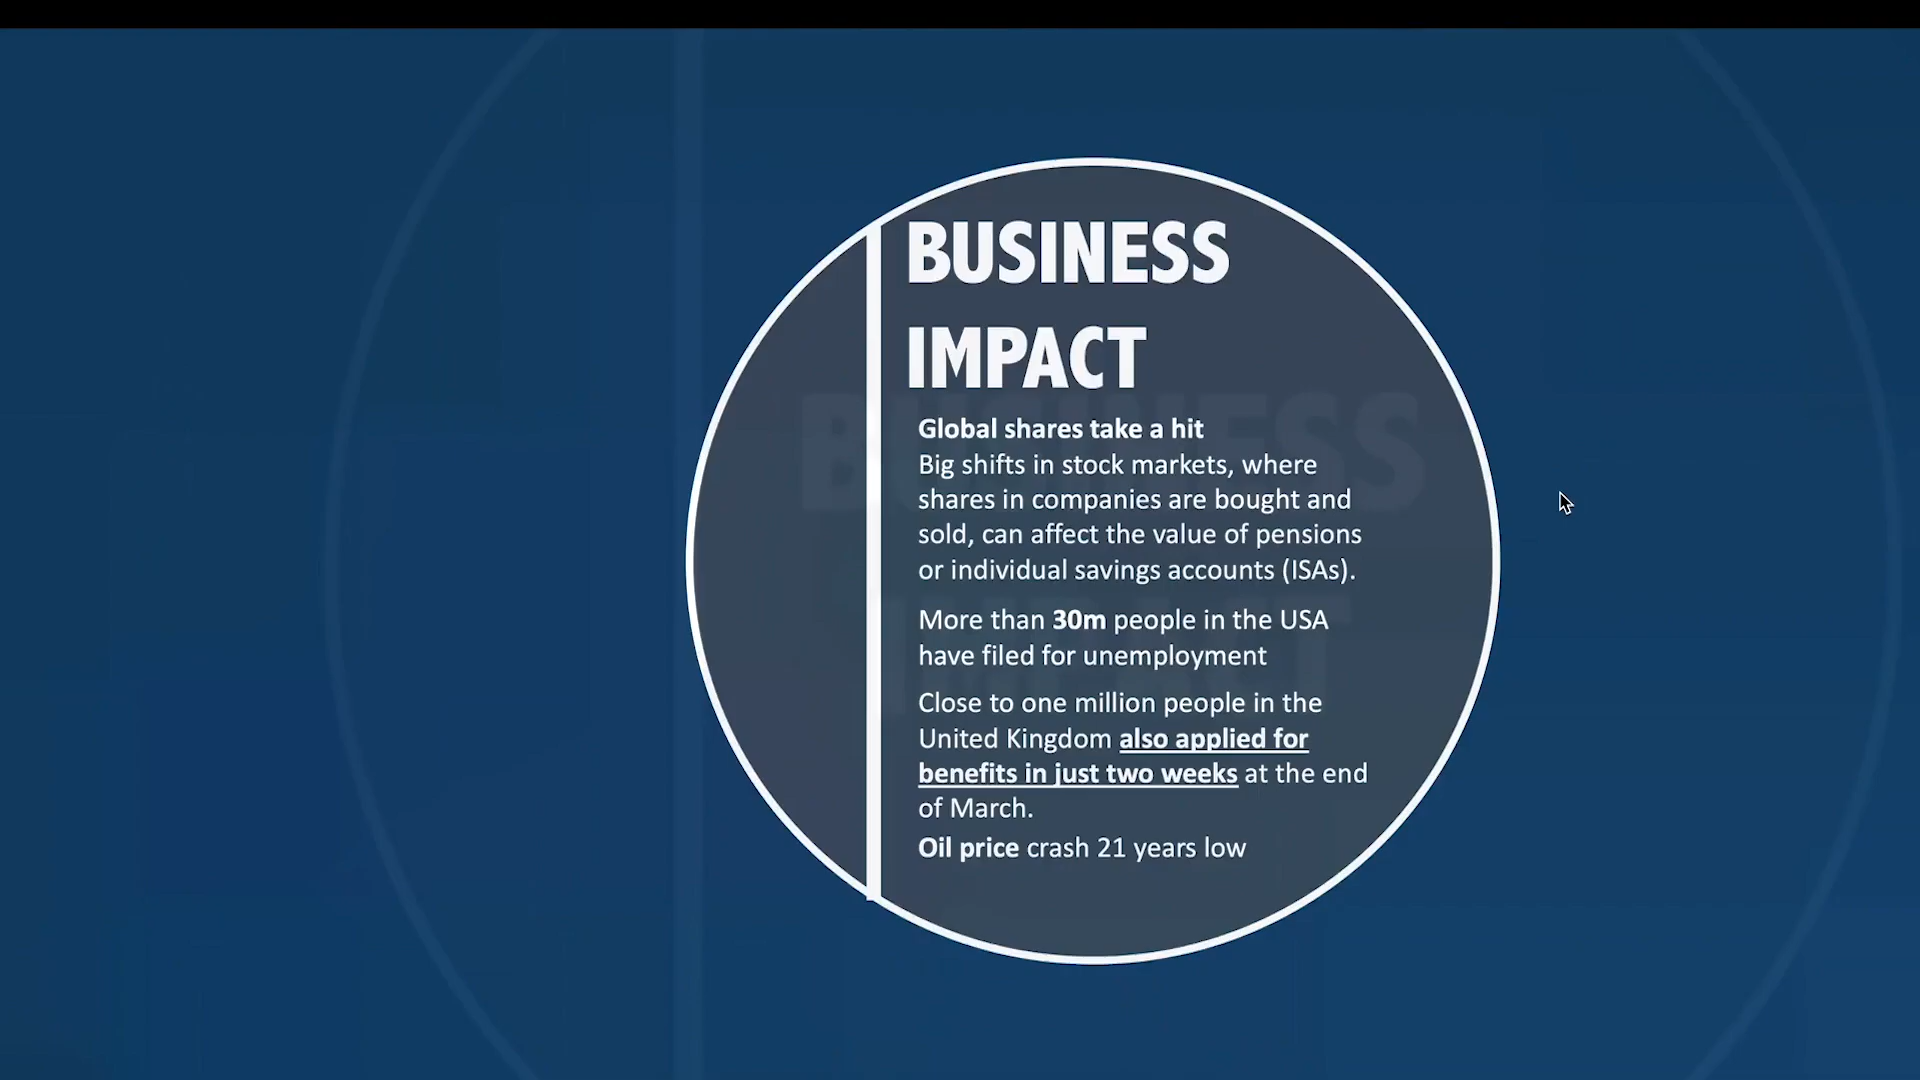 BUSINESS
IMPACT
Global shares take a hit
Big shifts in stock markets, where
shares in companies are bought and
sold, can affect the value of pensions
or individual savings accounts (ISAs).
More than 30m people in the USA
have filed for unemployment
Close to one million people in the
United Kingdom also applied for
benefits in just two weeks at the end
of March.
Oil price crash 21 years low